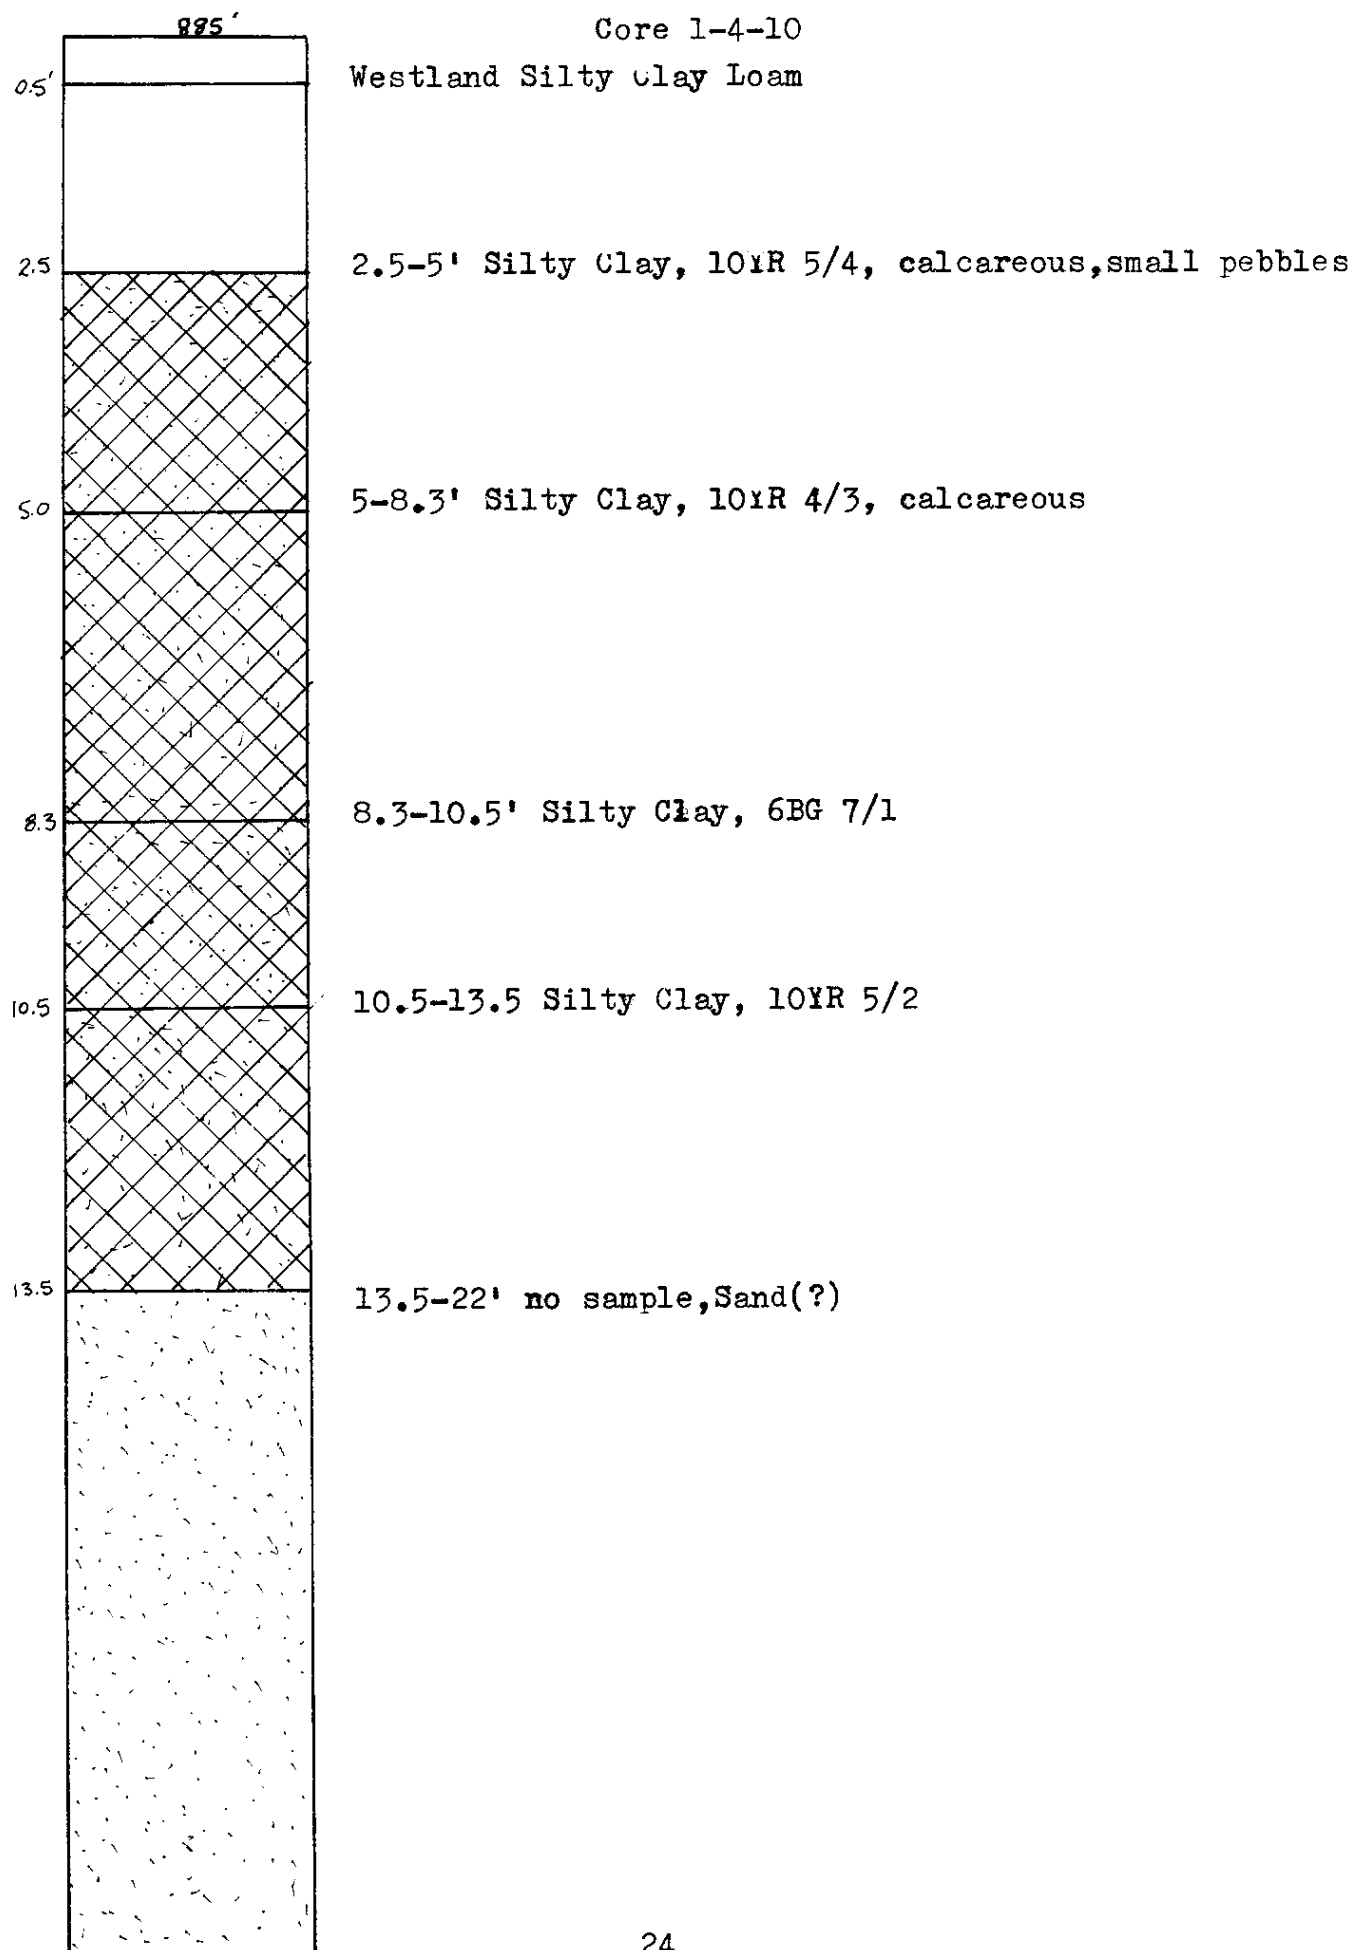 885'
Core 1-4-10
0.5'
Westland Silty Clay Loam
2.5
2.5-5' Silty Clay, 10YR 5/4, calcareous,small pebbles
5.0
5-8.3' Silty Clay, 10YR 4/3, calcareous
8.3
8.3-10.5' Silty Clay, 6BG 7/1
10.5
10.5-13.5 Silty Clay, 10YR 5/2
13.5
13.5-22' no sample,Sand(?)
24